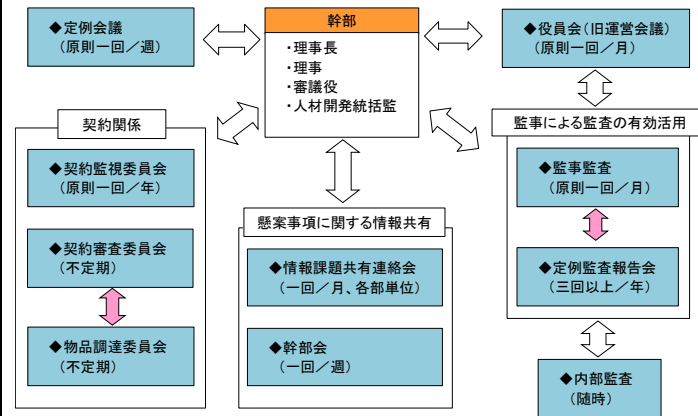 ◆定例会議
(原則一回／週)
幹部
・理事長
・理事
・審議役
・人材開発統括監
◆役員会(旧運営会議)
(原則一回／月)
契約関係
◆契約監視委員会
(原則一回／年)
◆契約審査委員会
(不定期)
◆物品調達委員会
(不定期)
懸案事項に関する情報共有
◆情報課題共有連絡会
(一回／月、各部単位)
◆幹部会
(一回／週)
監事による監査の有効活用
◆監事監査
(原則一回／月)
◆定例監査報告会
(三回以上／年)
◆内部監査
(随時)